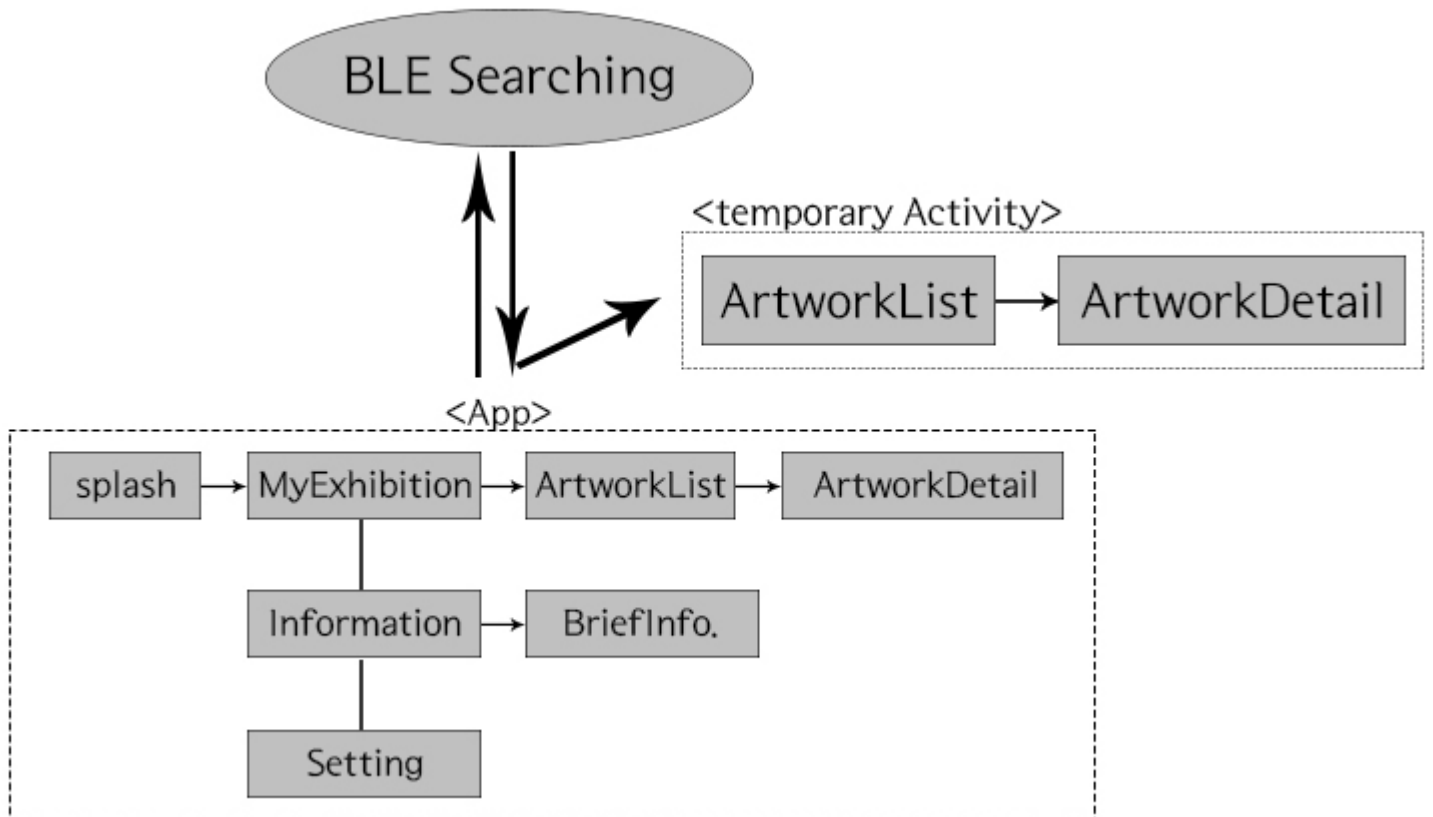 BLE Searching
<temporary Activity>
ArtworkList
ArtworkDetail
<App>
splash
MyExhibition
ArtworkList
ArtworkDetail
Information
BriefInfo.
Setting